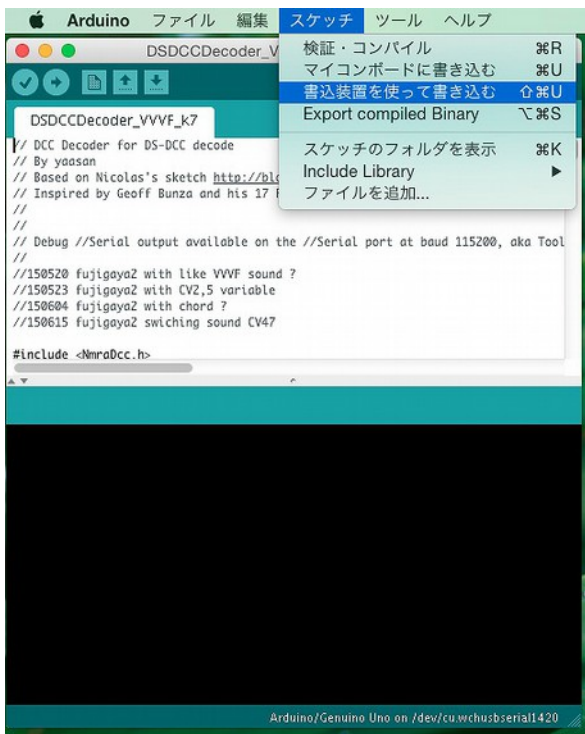 Arduino ファイル 編集 スケッチ ツール ヘルプ
DSDCCDecoder_V
検証・コンパイル ⌘R
マイコンボードに書き込む ⌘U
書込装置を使って書き込む ⇧⌘U
Export compiled Binary ⌥⌘S
スケッチのフォルダを表示 ⌘K
Include Library ▶
ファイルを追加...
DSDCCDecoder_VVVF_k7
// DCC Decoder for DS-DCC decode
// By yaasan
// Based on Nicolas's sketch http://blo
// Inspired by Geoff Bunza and his 17
//
//
// Debug //Serial output available on the //Serial port at baud 115200, aka Tool
//
//150520 fujigaya2 with like VVVF sound ?
//150523 fujigaya2 with CV2,5 variable
//150604 fujigaya2 with chord ?
//150615 fujigaya2 swiching sound CV47
#include <NmraDcc.h>
Arduino/Genuino Uno on /dev/cu.wchusbserial1420